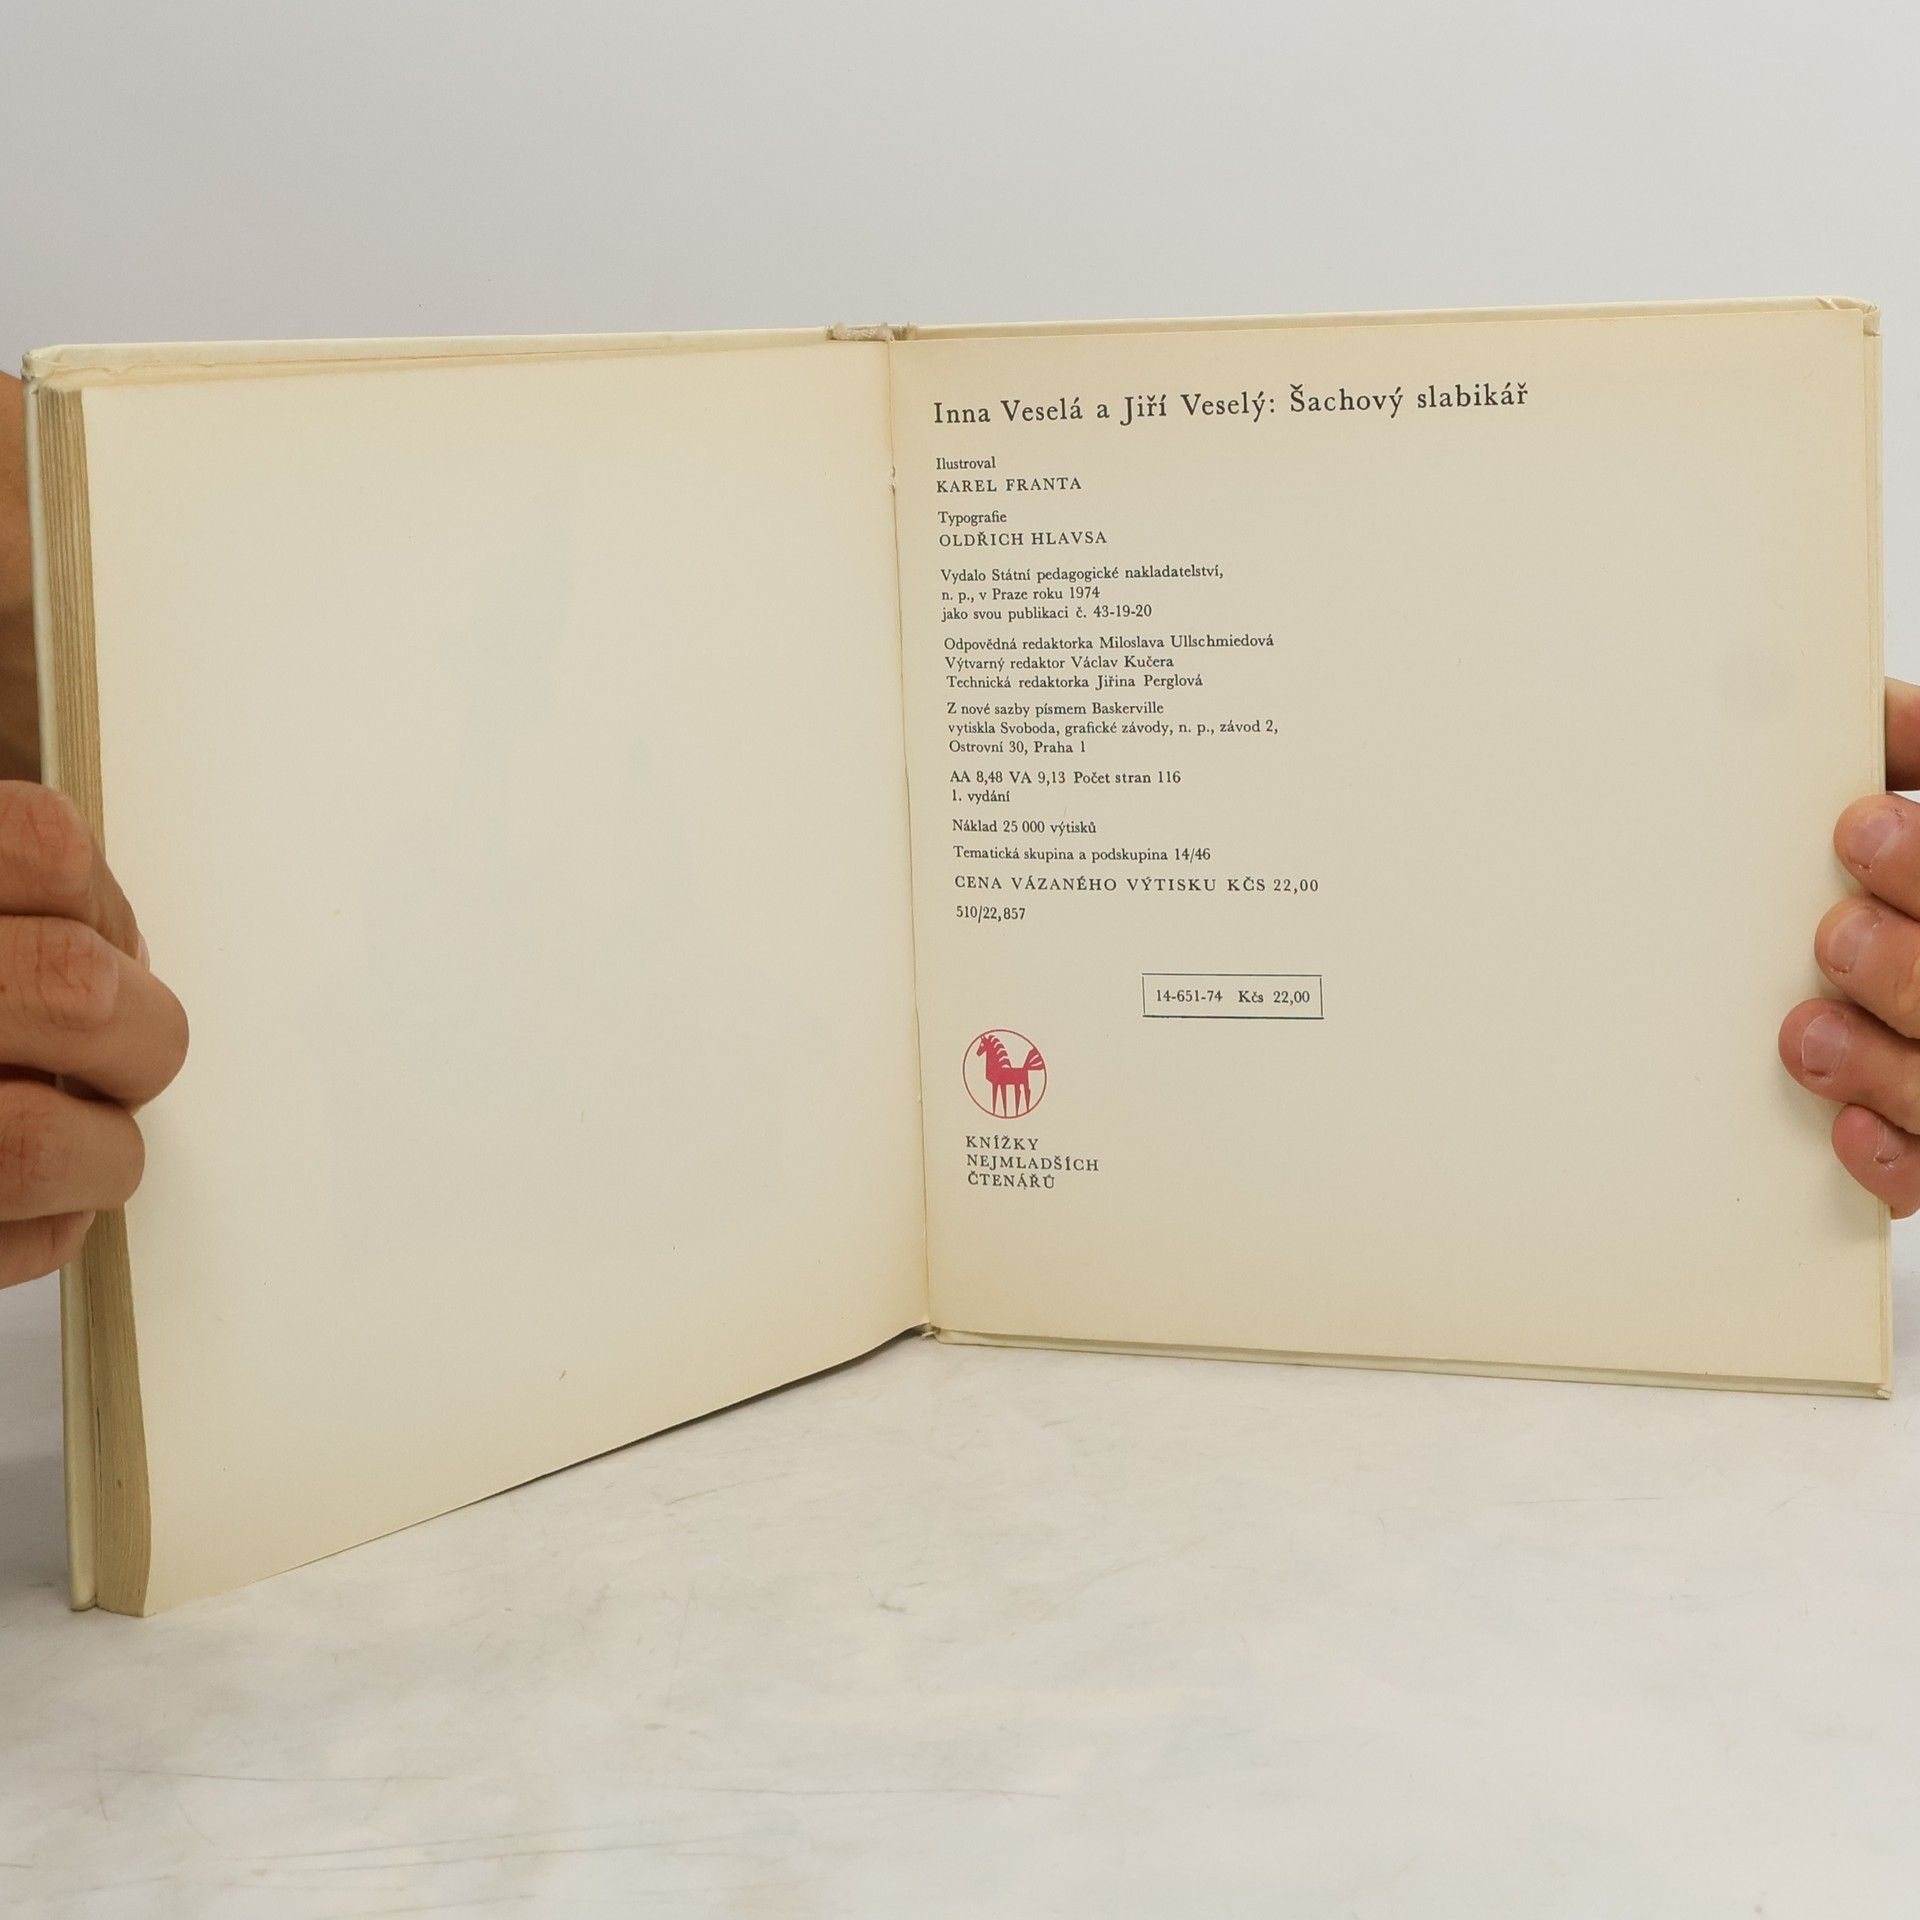 Inna Veselá a Jiří Veselý: Šachový slabikář
Ilustroval
KAREL FRANTA
Typografie
OLDŘICH HLAVSA
Vydalo Státní pedagogické nakladatelství,
n. p., v Praze roku 1974
jako svou publikaci č. 43-19-20
Odpovědná redaktorka Miloslava Ullschmiedová
Výtvarný redaktor Václav Kučera
Technická redaktorka Jiřina Perglová
Z nové sazby písmem Baskerville
vytiskla Svoboda, grafické závody, n. p., závod 2,
Ostrovní 30, Praha 1
AA 8,48 VA 9,13 Počet stran 116
1. vydání
Náklad 25 000 výtisků
Tematická skupina a podskupina 14/46
CENA VÁZANÉHO VÝTISKU KČS 22,00
510/22,857
14-651-74 Kčs 22,00
KNÍŽKY
NEJMLADŠÍCH
ČTENÁŘŮ